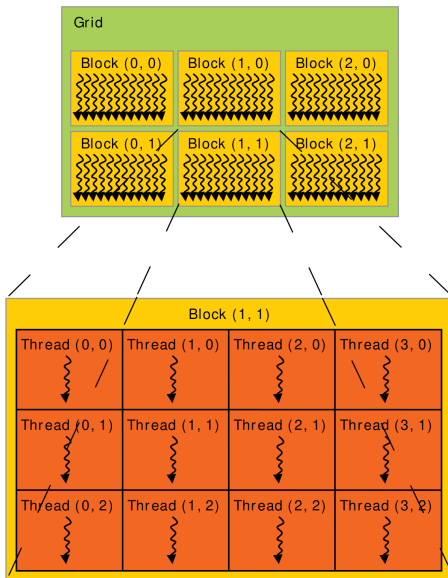 Grid
Block (0, 0) Block (1, 0) Block (2, 0)
Block (0, 1) Block (1, 1) Block (2, 1)
Block (1, 1)
Thread (0, 0) Thread (1, 0) Thread (2, 0) Thread (3, 0)
Thread (0, 1) Thread (1, 1) Thread (2, 1) Thread (3, 1)
Thread (0, 2) Thread (1, 2) Thread (2, 2) Thread (3, 2)